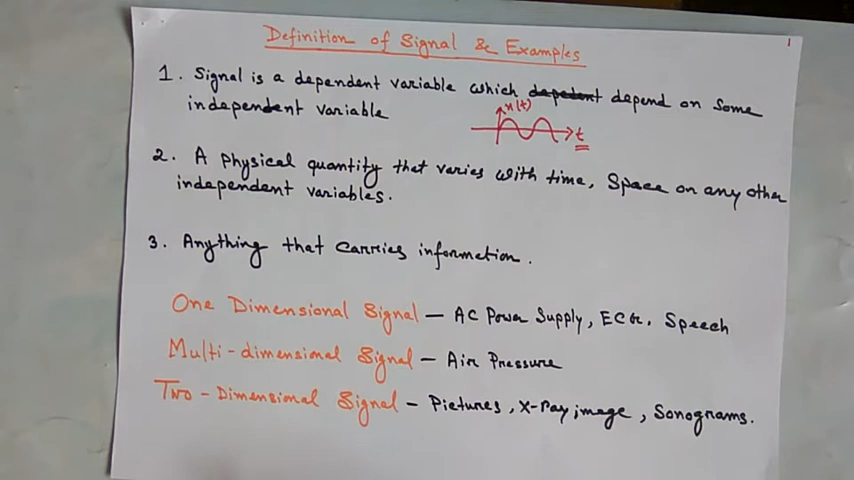 Definition of Signal & Examples
1
1. Signal is a dependent variable which depedent depend on some
independent variable
x(t)
t
2. A Physical quantity that varies with time, Space or any other
independent variables.
3. Anything that carries information.
One Dimensional Signal – AC Power Supply, ECG, Speech
Multi-dimensional Signal – Air Pressure
Two-Dimensional Signal – Pictures, X-Ray image, Sonograms.